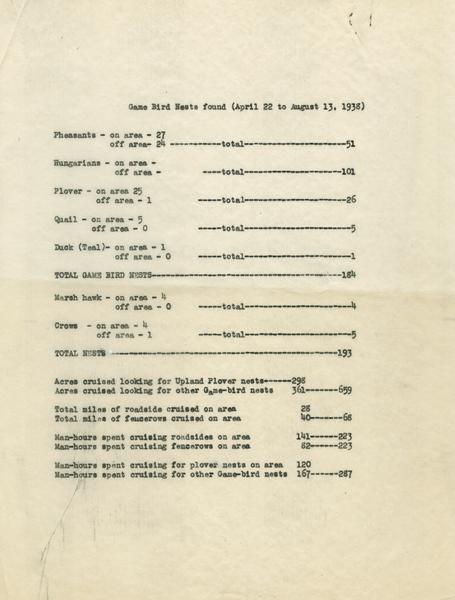 Game Bird Nests found (April 22 to August 13, 1938)
Pheasants - on area - 27
off area- 24 -----------total---------------------51
Hungarians - on area -
off area - ----total---------------------101
Plover - on area 25
off area - 1 -----total---------------------26
Quail - on area - 5
off area - 0 -----total---------------------5
Duck (Teal)- on area - 1
off area - 0 -----total---------------------1
TOTAL GAME BIRD NESTS---------------------------------------184
Marsh hawk - on area - 4
off area - 0 -----total---------------------4
Crows - on area - 4
off area - 1 -----total---------------------5
TOTAL NESTS ----------------------------------------------193
Acres cruised looking for Upland Plover nests------298
Acres cruised looking for other Game-bird nests 361------659
Total miles of roadside cruised on area 28
Total miles of fencerows cruised on area 40------68
Man-hours spent cruising roadsides on area 141------223
Man-hours spent cruising fencerows on area 82------223
Man-hours spent cruising for plover nests on area 120
Man-hours spent cruising for other Game-bird nests 167------287